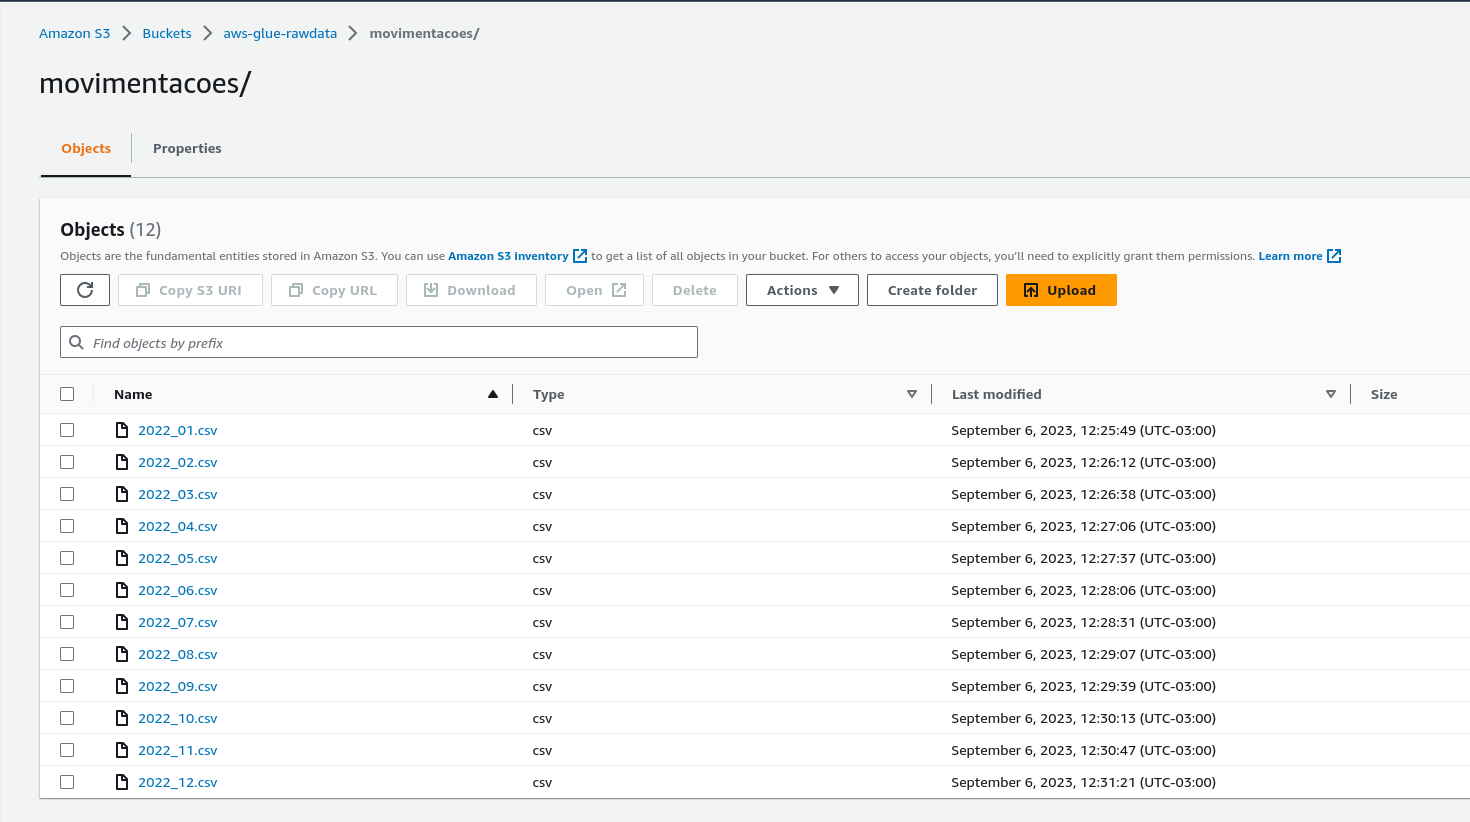 Amazon S3 Buckets aws-glue-rawdata movimentacoes/
movimentacoes/
Objects Properties
Objects (12)
Objects are the fundamental entities stored in Amazon S3. You can use Amazon S3 inventory to get a list of all objects in your bucket. For others to access your objects, you'll need to explicitly grant them permissions. Learn more
Copy S3 URI Copy URL Download Open Delete Actions Create folder Upload
Find objects by prefix
Name Type Last modified Size
2022_01.csv csv September 6, 2023, 12:25:49 (UTC-03:00)
2022_02.csv csv September 6, 2023, 12:26:12 (UTC-03:00)
2022_03.csv csv September 6, 2023, 12:26:38 (UTC-03:00)
2022_04.csv csv September 6, 2023, 12:27:06 (UTC-03:00)
2022_05.csv csv September 6, 2023, 12:27:37 (UTC-03:00)
2022_06.csv csv September 6, 2023, 12:28:06 (UTC-03:00)
2022_07.csv csv September 6, 2023, 12:28:31 (UTC-03:00)
2022_08.csv csv September 6, 2023, 12:29:07 (UTC-03:00)
2022_09.csv csv September 6, 2023, 12:29:39 (UTC-03:00)
2022_10.csv csv September 6, 2023, 12:30:13 (UTC-03:00)
2022_11.csv csv September 6, 2023, 12:30:47 (UTC-03:00)
2022_12.csv csv September 6, 2023, 12:31:21 (UTC-03:00)